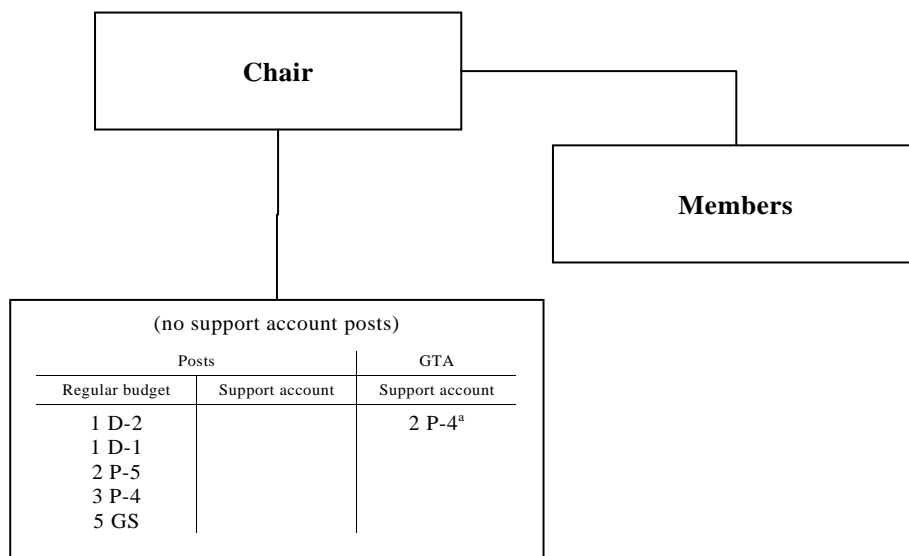 Chair
Members
(no support account posts)
Posts GTA
Regular budget Support account Support account
1 D-2 2 P-4ᵃ
1 D-1
2 P-5
3 P-4
5 GS